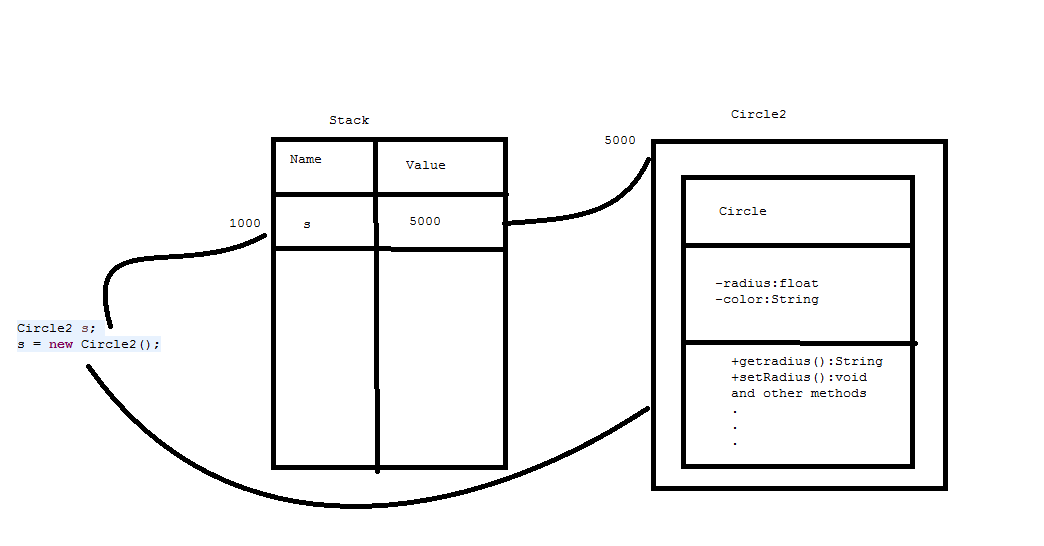 Circle2
Stack
5000
Name
Value
Circle
1000
s
5000
-radius:float
-color:String
Circle2 s;
s = new Circle2();
+getradius():String
+setRadius():void
and other methods
.
.
.